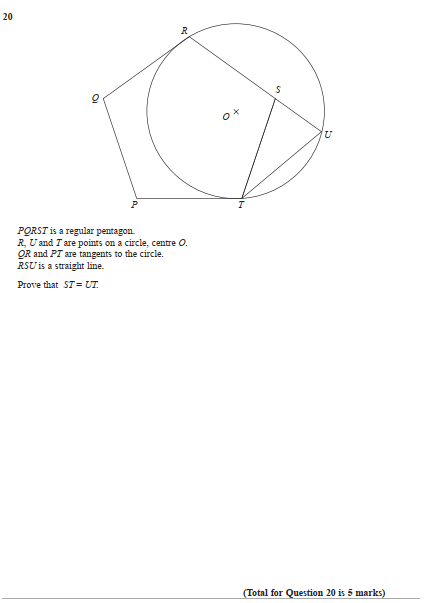 20
R
Q
S
O
U
P
T
PQRST is a regular pentagon.
R, U and T are points on a circle, centre O.
QR and PT are tangents to the circle.
RSU is a straight line.
Prove that ST = UT.
(Total for Question 20 is 5 marks)